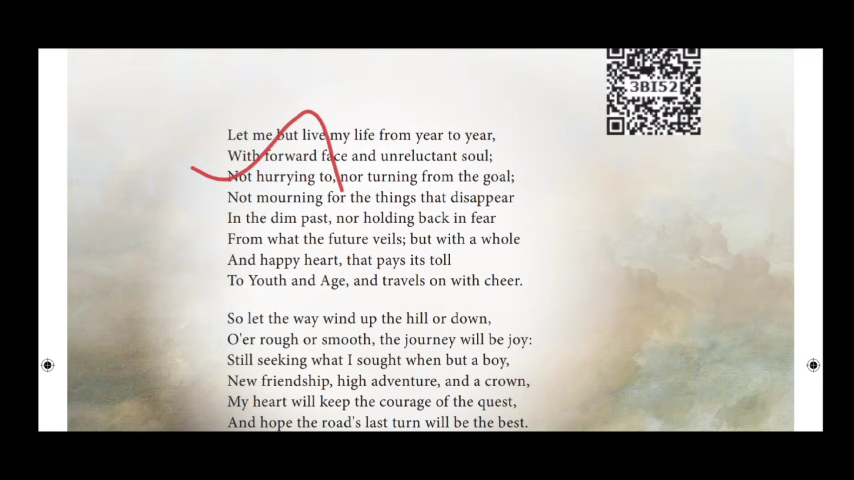 3BI52
Let me but live my life from year to year,
With forward face and unreluctant soul;
Not hurrying to, nor turning from the goal;
Not mourning for the things that disappear
In the dim past, nor holding back in fear
From what the future veils; but with a whole
And happy heart, that pays its toll
To Youth and Age, and travels on with cheer.
So let the way wind up the hill or down,
O'er rough or smooth, the journey will be joy:
Still seeking what I sought when but a boy,
New friendship, high adventure, and a crown,
My heart will keep the courage of the quest,
And hope the road's last turn will be the best.